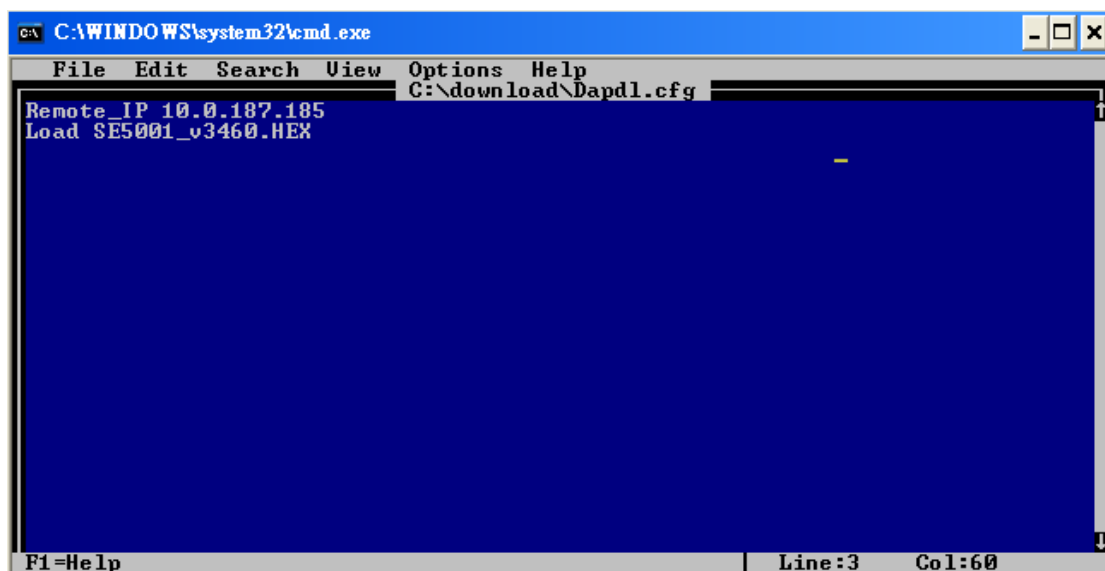 C:\WINDOWS\system32\cmd.exe
File Edit Search View Options Help
C:\download\Dapdl.cfg
Remote_IP 10.0.187.185
Load SE5001_v3460.HEX
F1=Help Line:3 Col:60